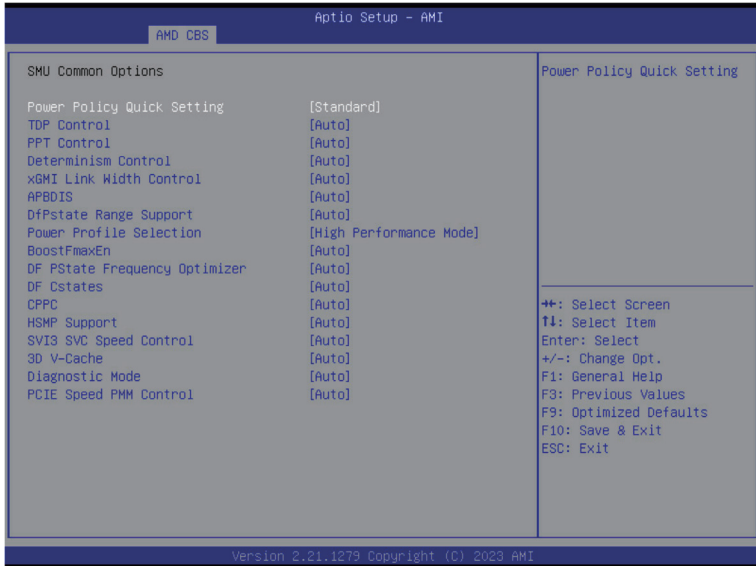 Aptio Setup – AMI
AMD CBS
SMU Common Options
Power Policy Quick Setting [Standard]
TDP Control [Auto]
PPT Control [Auto]
Determinism Control [Auto]
xGMI Link Width Control [Auto]
APBDIS [Auto]
DfPstate Range Support [Auto]
Power Profile Selection [High Performance Mode]
BoostFmaxEn [Auto]
DF PState Frequency Optimizer [Auto]
DF Cstates [Auto]
CPPC [Auto]
HSMP Support [Auto]
SVI3 SVC Speed Control [Auto]
3D V-Cache [Auto]
Diagnostic Mode [Auto]
PCIE Speed PMM Control [Auto]
Power Policy Quick Setting
→←: Select Screen
↑↓: Select Item
Enter: Select
+/-: Change Opt.
F1: General Help
F3: Previous Values
F9: Optimized Defaults
F10: Save & Exit
ESC: Exit
Version 2.21.1279 Copyright (C) 2023 AMI